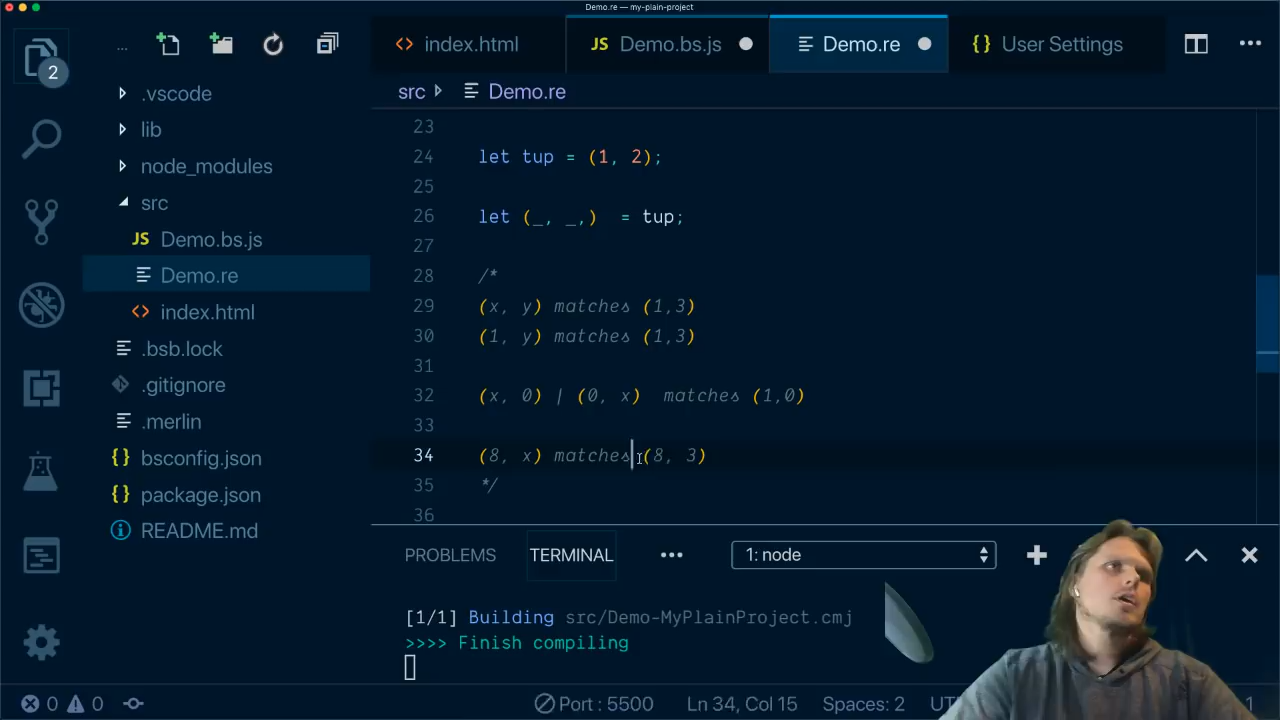 Demo.re — my-plain-project
... index.html JS Demo.bs.js Demo.re {} User Settings ...
2
src Demo.re
.vscode
lib
node_modules
src
JS Demo.bs.js
Demo.re
index.html
.bsb.lock
.gitignore
.merlin
{} bsconfig.json
{} package.json
README.md
23
24 let tup = (1, 2);
25
26 let (_, _,)  = tup;
27
28 /*
29 (x, y) matches (1,3)
30 (1, y) matches (1,3)
31
32 (x, 0) | (0, x)  matches (1,0)
33
34 (8, x) matches (8, 3)
35 */
36
PROBLEMS TERMINAL ... 1: node
[1/1] Building src/Demo-MyPlainProject.cmj
>>>> Finish compiling
0 0 Port : 5500 Ln 34, Col 15 Spaces: 2 1